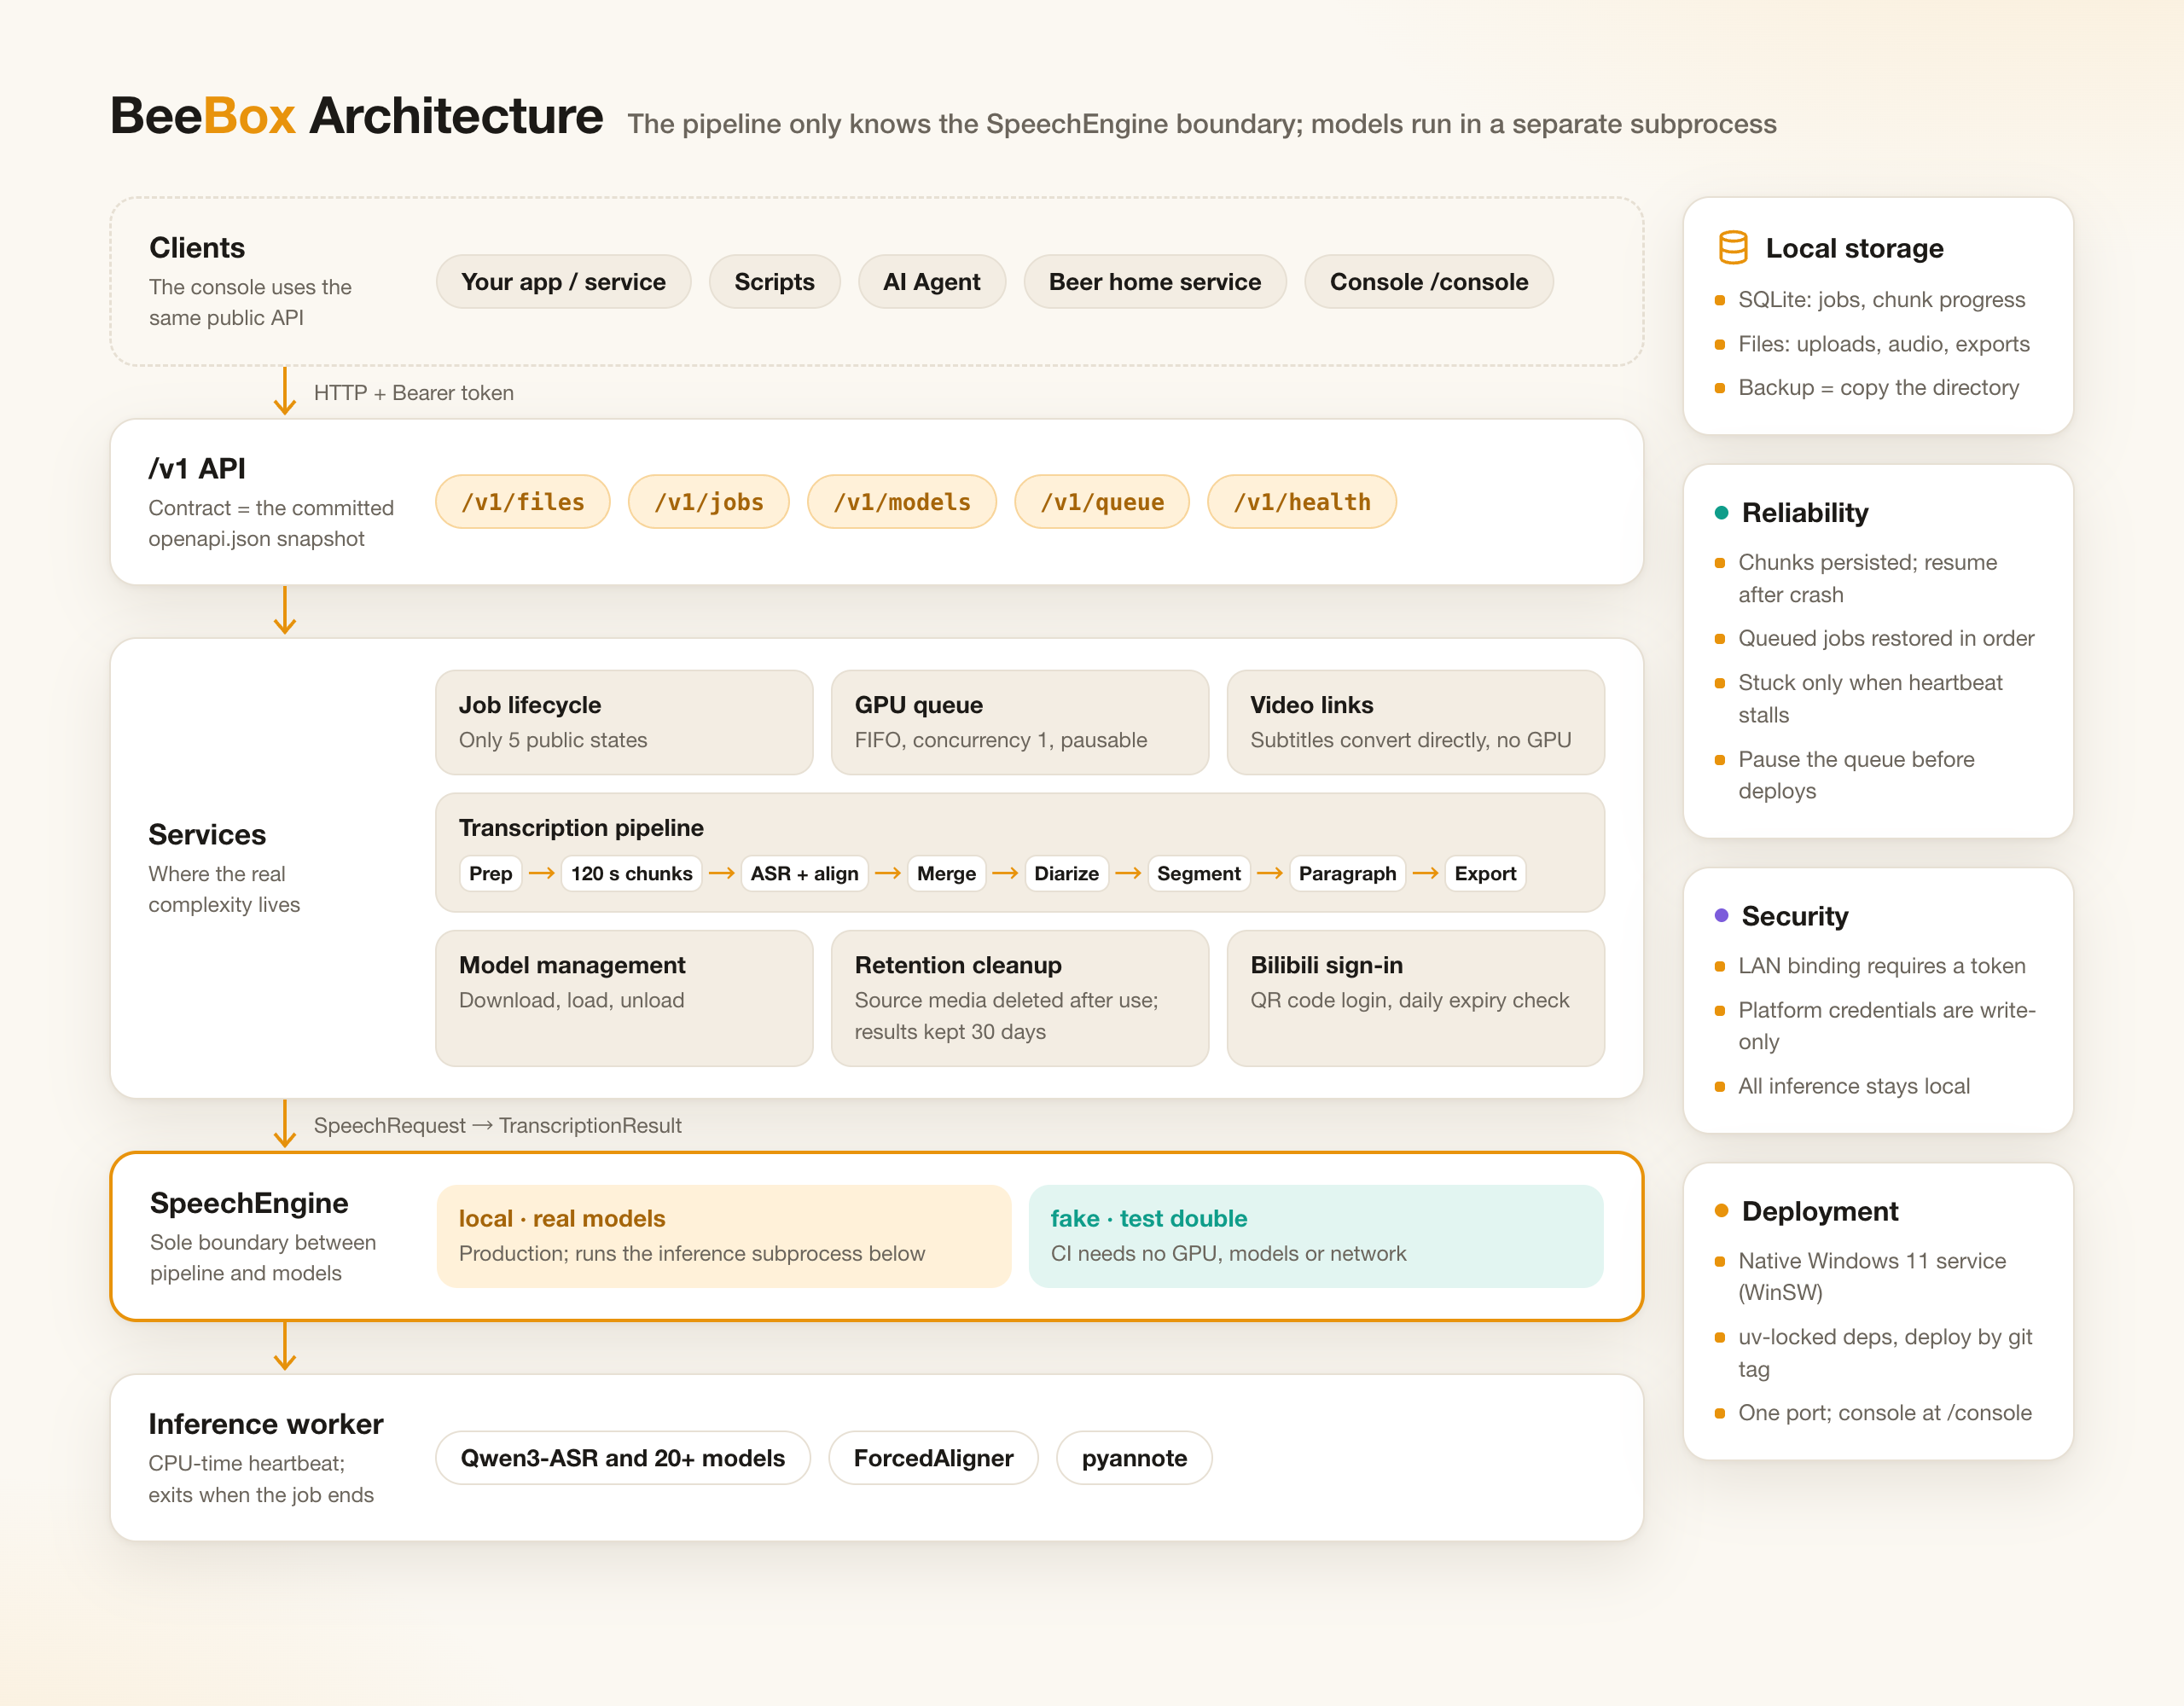 BeeBox Architecture
The pipeline only knows the SpeechEngine boundary; models run in a separate subprocess
Clients
The console uses the
same public API
Your app / service
Scripts
AI Agent
Beer home service
Console /console
HTTP + Bearer token
/v1 API
Contract = the committed
openapi.json snapshot
/v1/files
/v1/jobs
/v1/models
/v1/queue
/v1/health
Services
Where the real
complexity lives
Job lifecycle
Only 5 public states
GPU queue
FIFO, concurrency 1, pausable
Video links
Subtitles convert directly, no GPU
Transcription pipeline
Prep → 120 s chunks → ASR + align → Merge → Diarize → Segment → Paragraph → Export
Model management
Download, load, unload
Retention cleanup
Source media deleted after use;
results kept 30 days
Bilibili sign-in
QR code login, daily expiry check
SpeechRequest → TranscriptionResult
SpeechEngine
Sole boundary between
pipeline and models
local · real models
Production; runs the inference subprocess below
fake · test double
CI needs no GPU, models or network
Inference worker
CPU-time heartbeat;
exits when the job ends
Qwen3-ASR and 20+ models
ForcedAligner
pyannote
Local storage
SQLite: jobs, chunk progress
Files: uploads, audio, exports
Backup = copy the directory
Reliability
Chunks persisted; resume
after crash
Queued jobs restored in order
Stuck only when heartbeat
stalls
Pause the queue before
deploys
Security
LAN binding requires a token
Platform credentials are write-
only
All inference stays local
Deployment
Native Windows 11 service
(WinSW)
uv-locked deps, deploy by git
tag
One port; console at /console